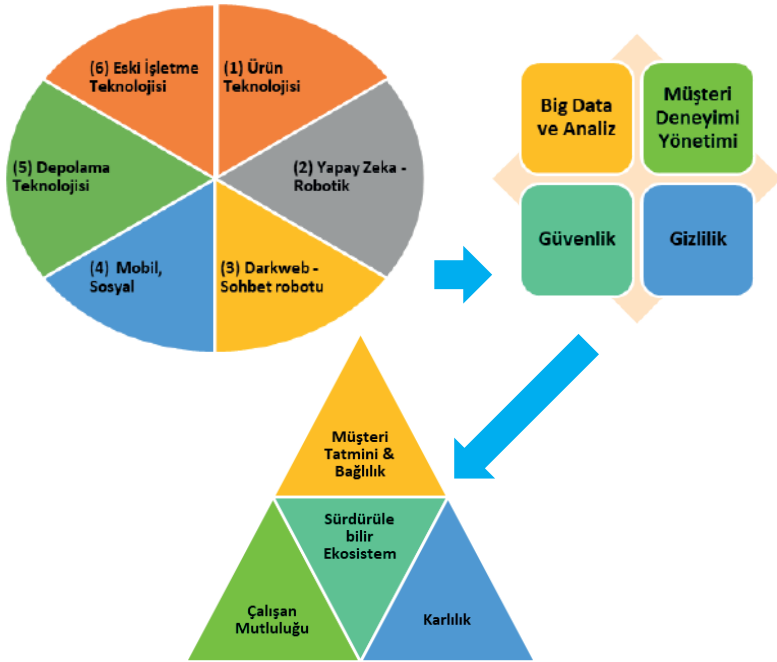 (6) Eski İşletme
Teknolojisi
(1) Ürün
Teknolojisi
(5) Depolama
Teknolojisi
(2) Yapay Zeka -
Robotik
(4) Mobil,
Sosyal
(3) Darkweb -
Sohbet robotu
Big Data
ve Analiz
Müşteri
Deneyimi
Yönetimi
Güvenlik
Gizlilik
Müşteri
Tatmini &
Bağlılık
Sürdürüle
bilir
Ekosistem
Çalışan
Mutluluğu
Karlılık